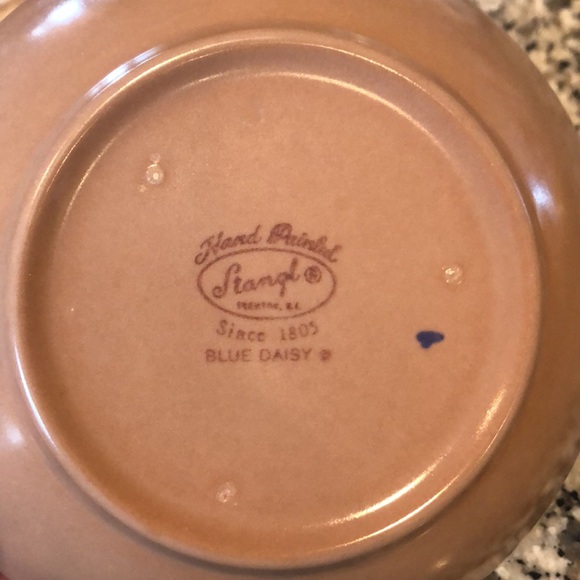 Hand Painted
Stangl ®
TRENTON, N.J.
Since 1805
BLUE DAISY ®